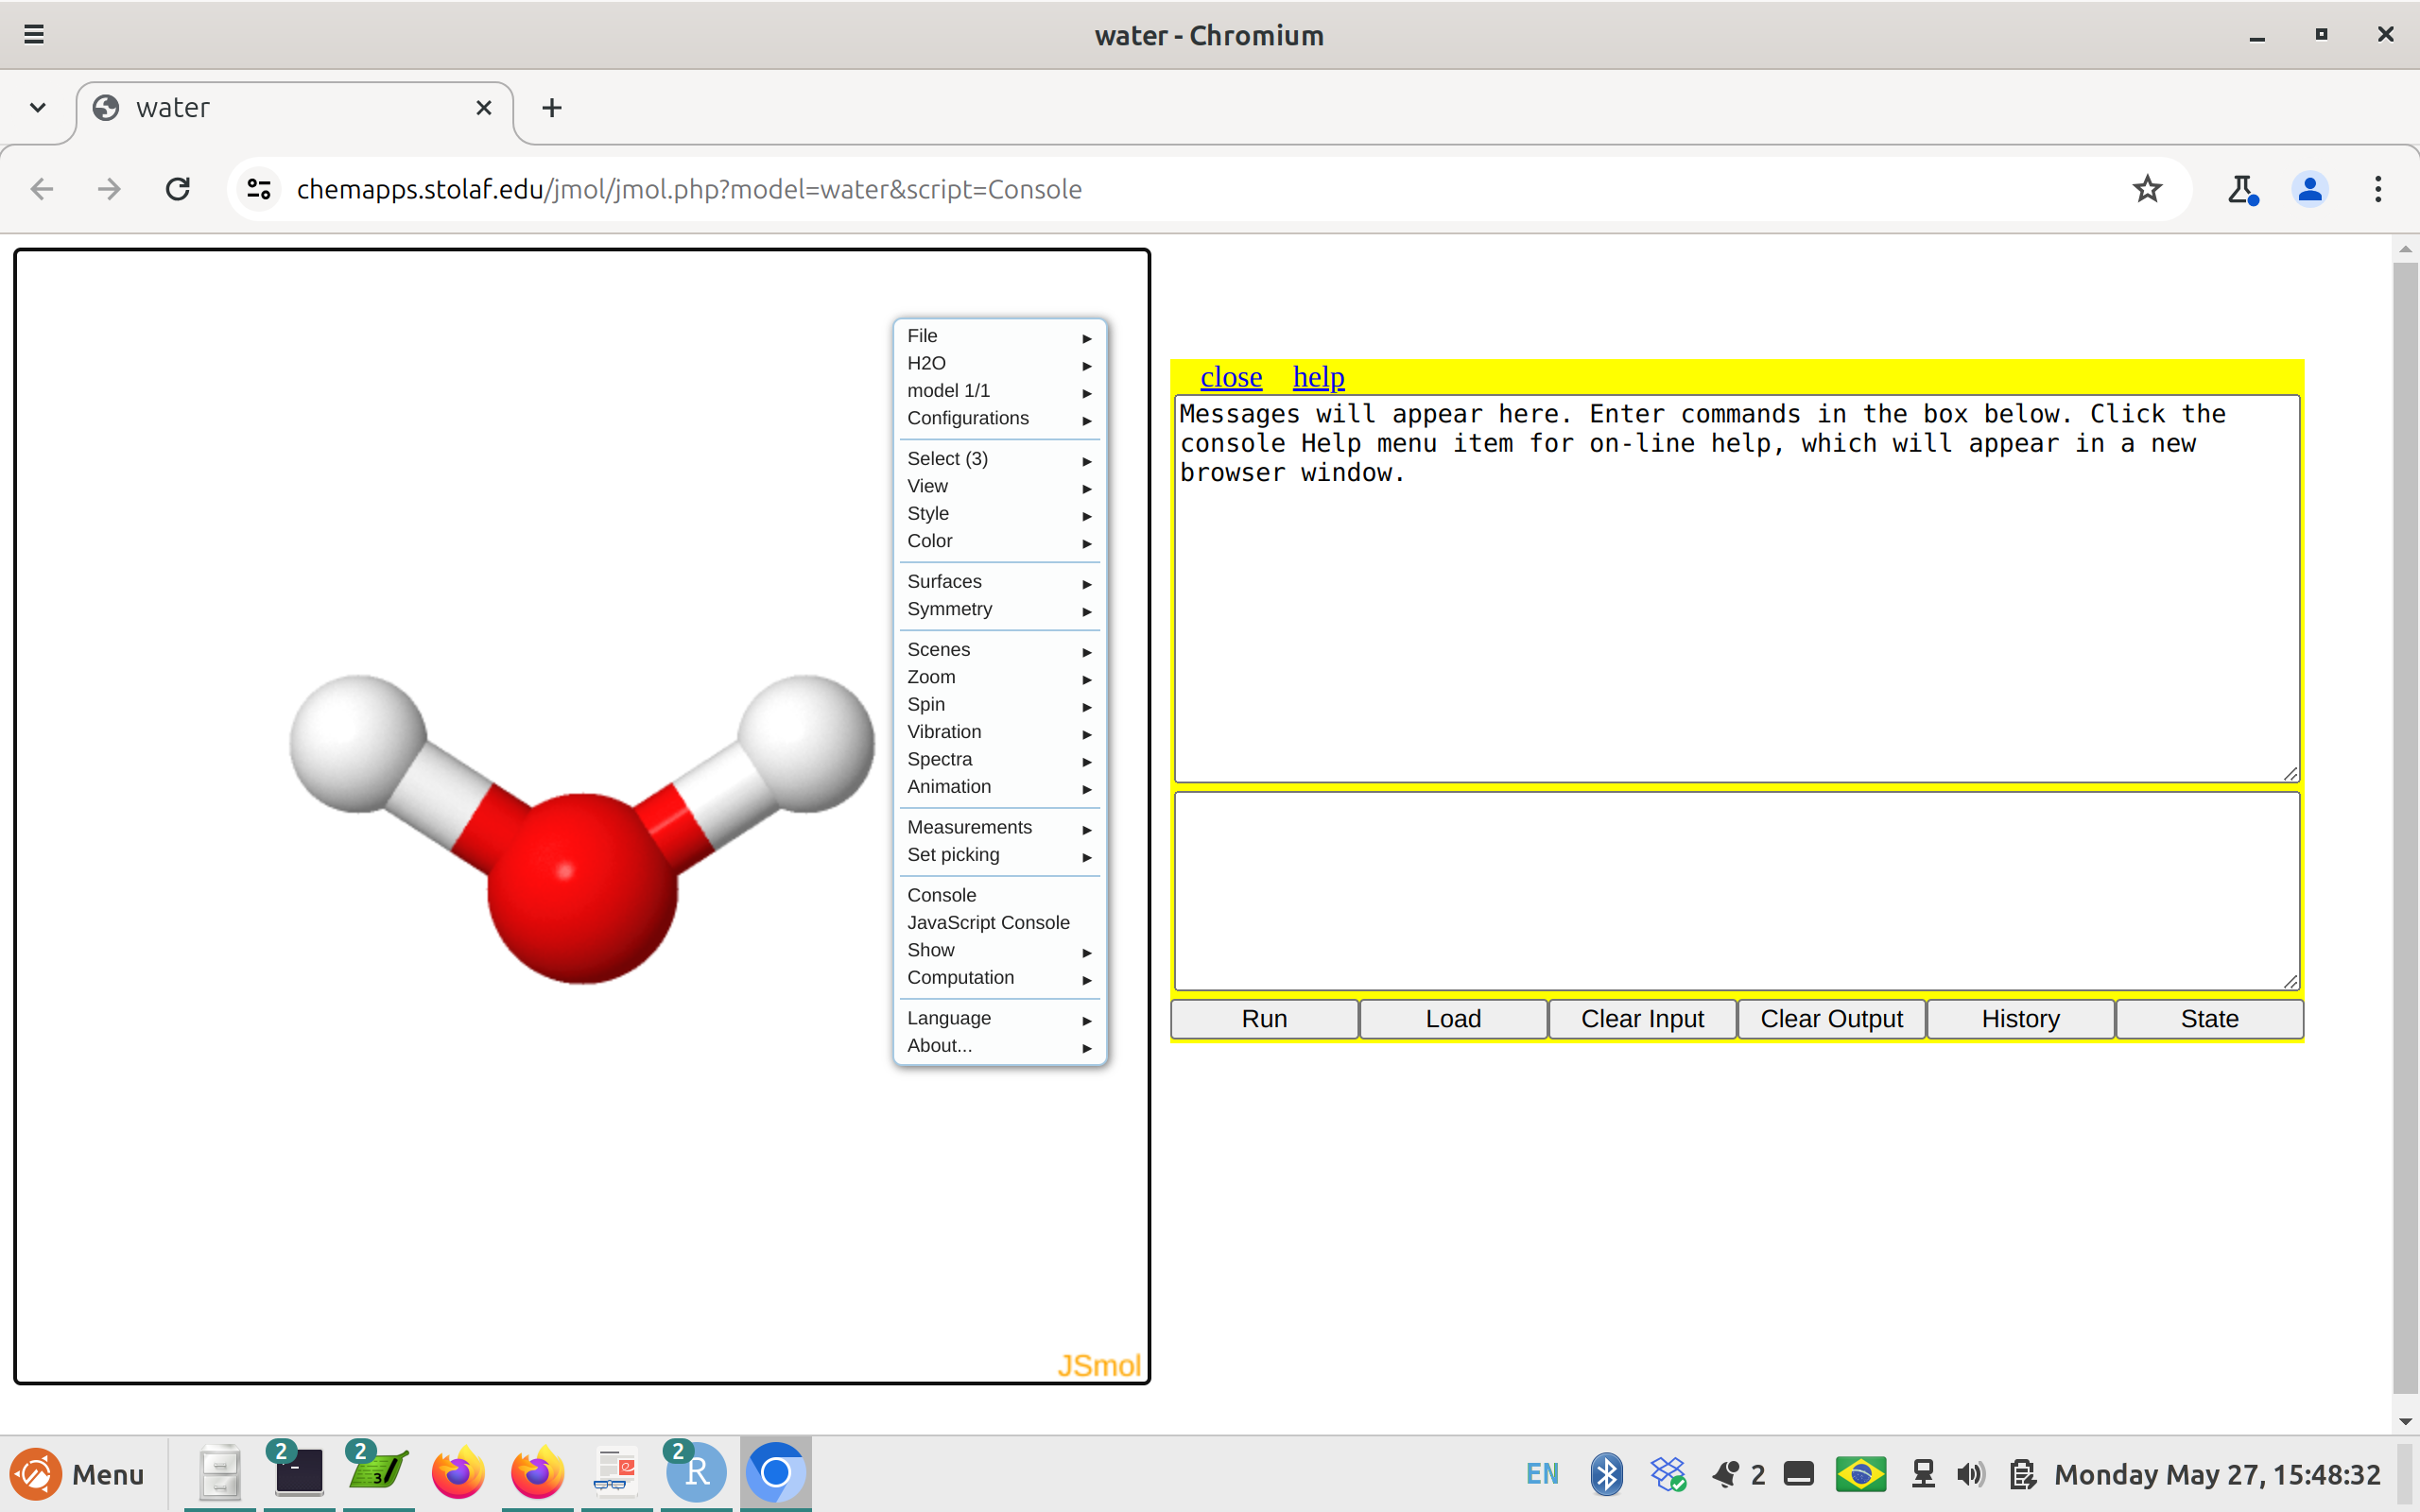 water - Chromium
water
chemapps.stolaf.edu/jmol/jmol.php?model=water&script=Console
File
H2O
model 1/1
Configurations
Select (3)
View
Style
Color
Surfaces
Symmetry
Scenes
Zoom
Spin
Vibration
Spectra
Animation
Measurements
Set picking
Console
JavaScript Console
Show
Computation
Language
About...
JSmol
close help
Messages will appear here. Enter commands in the box below. Click the
console Help menu item for on-line help, which will appear in a new
browser window.
Run Load Clear Input Clear Output History State
Menu 2 2 3 2 R EN 2 Monday May 27, 15:48:32